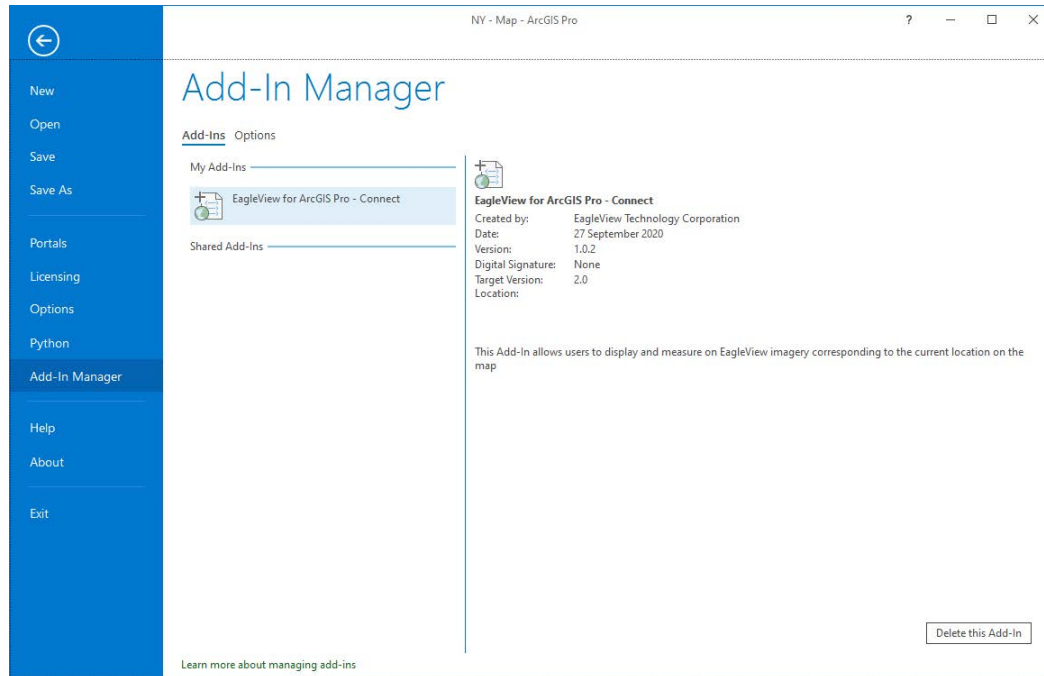 NY - Map - ArcGIS Pro
?
New
Open
Save
Save As
Portals
Licensing
Options
Python
Add-In Manager
Help
About
Exit
Add-In Manager
Add-Ins Options
My Add-Ins
EagleView for ArcGIS Pro - Connect
Shared Add-Ins
Learn more about managing add-ins
EagleView for ArcGIS Pro - Connect
Created by: EagleView Technology Corporation
Date: 27 September 2020
Version: 1.0.2
Digital Signature: None
Target Version: 2.0
Location:
This Add-In allows users to display and measure on EagleView imagery corresponding to the current location on the
map
Delete this Add-In